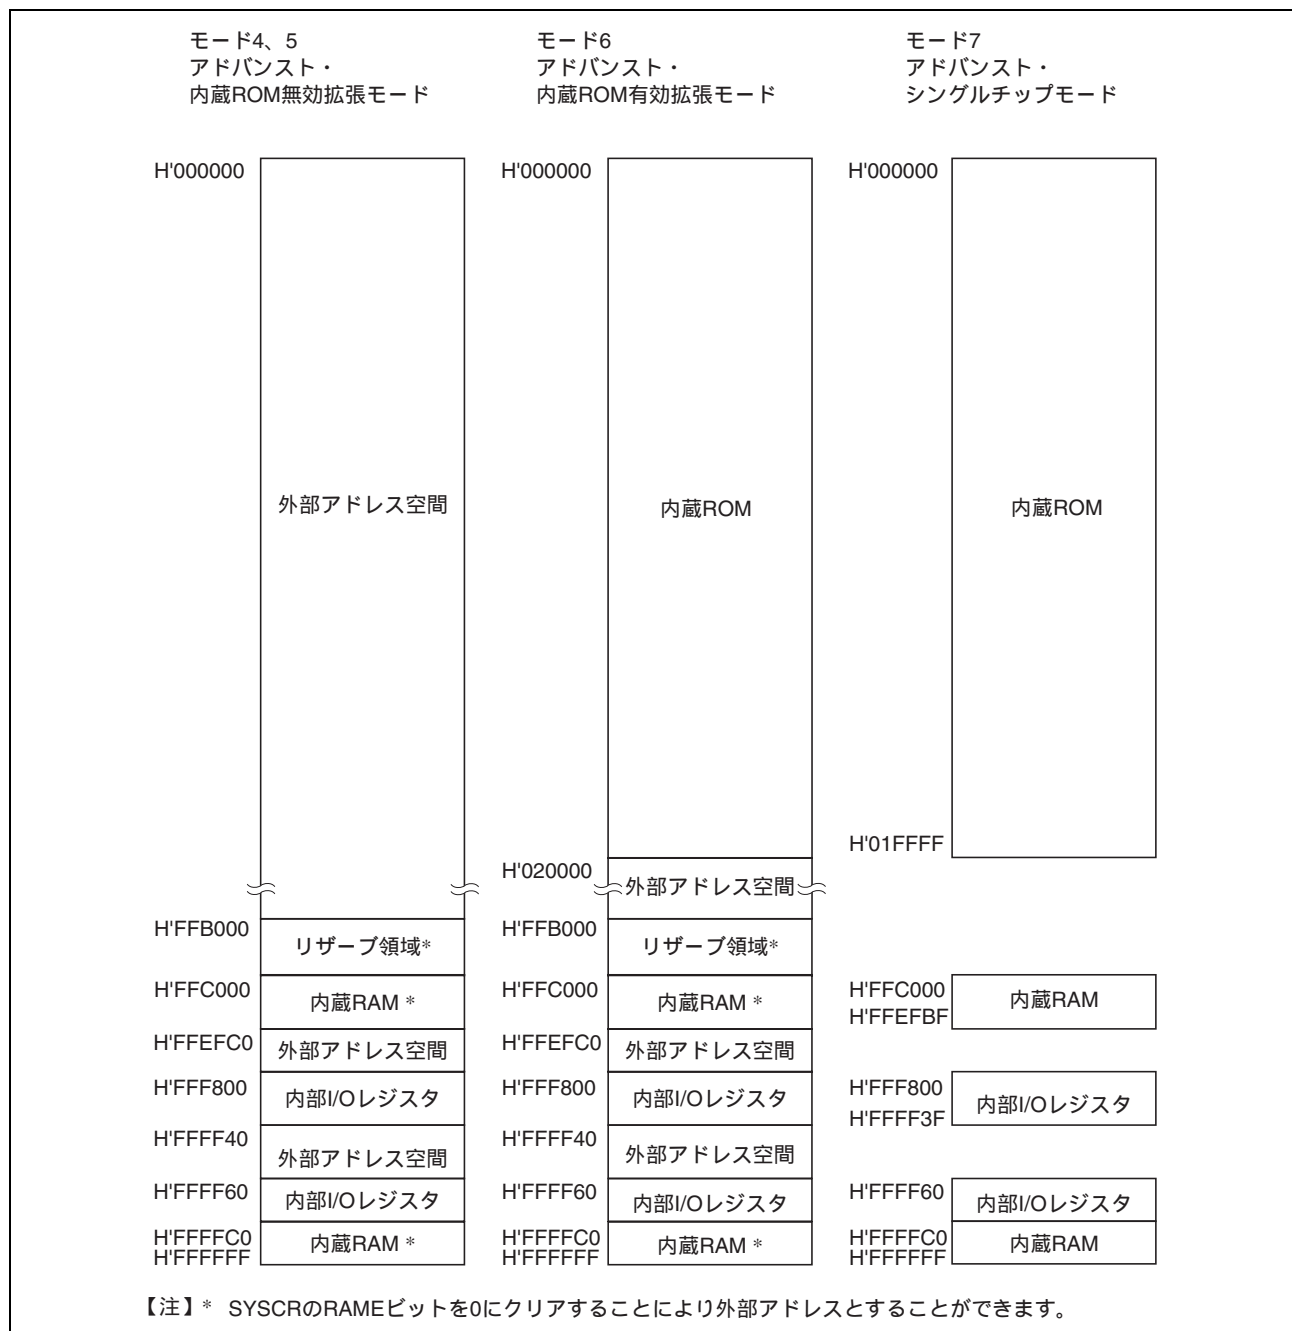 モード4、5
アドバンスト・
内蔵ROM無効拡張モード
H'000000
外部アドレス空間
H'FFB000
リザーブ領域*
H'FFC000
内蔵RAM *
H'FFEFC0
外部アドレス空間
H'FFF800
内部I/Oレジスタ
H'FFFF40
外部アドレス空間
H'FFFF60
内部I/Oレジスタ
H'FFFFC0
H'FFFFFF
内蔵RAM *
モード6
アドバンスト・
内蔵ROM有効拡張モード
H'000000
内蔵ROM
H'020000
外部アドレス空間
H'FFB000
リザーブ領域*
H'FFC000
内蔵RAM *
H'FFEFC0
外部アドレス空間
H'FFF800
内部I/Oレジスタ
H'FFFF40
外部アドレス空間
H'FFFF60
内部I/Oレジスタ
H'FFFFC0
H'FFFFFF
内蔵RAM *
モード7
アドバンスト・
シングルチップモード
H'000000
内蔵ROM
H'01FFFF
H'FFC000
内蔵RAM
H'FFEFBF
H'FFF800
内部I/Oレジスタ
H'FFFF3F
H'FFFF60
内部I/Oレジスタ
H'FFFFC0
内蔵RAM
H'FFFFFF
【注】* SYSCRのRAMEビットを0にクリアすることにより外部アドレスとすることができます。